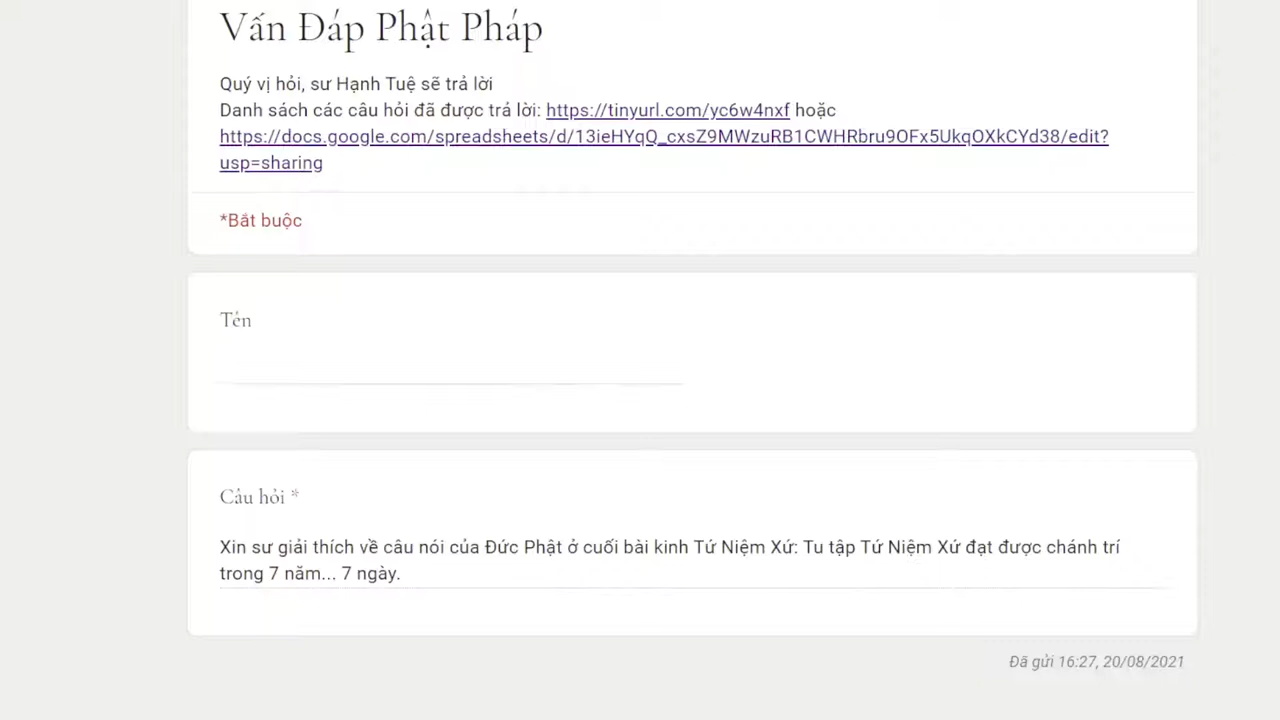 Vấn Đáp Phật Pháp
Quý vị hỏi, sư Hạnh Tuệ sẽ trả lời
Danh sách các câu hỏi đã được trả lời: https://tinyurl.com/yc6w4nxf hoặc
https://docs.google.com/spreadsheets/d/13ieHYqQ_cxsZ9MWzuRB1CWHRbru9OFx5UkqOXkCYd38/edit?
usp=sharing
*Bắt buộc
Tên
Câu hỏi *
Xin sư giải thích về câu nói của Đức Phật ở cuối bài kinh Tứ Niệm Xứ: Tu tập Tứ Niệm Xứ đạt được chánh trí
trong 7 năm... 7 ngày.
Đã gửi 16:27, 20/08/2021